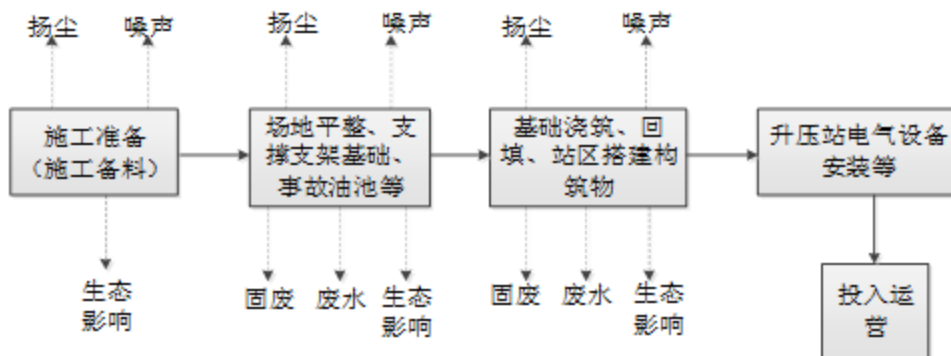 扬尘
噪声
扬尘
噪声
扬尘
噪声
施工准备
（施工备料）
场地平整、支
撑支架基础、
事故油池等
基础浇筑、回
填、站区搭建构
筑物
升压站电气设备
安装等
生态
影响
固废
废水
生态
影响
固废
废水
生态
影响
投入运
营